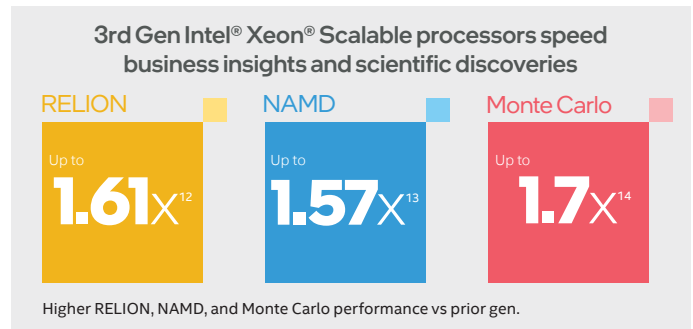 3rd Gen Intel® Xeon® Scalable processors speed
business insights and scientific discoveries
RELION
Up to
1.61X¹²
NAMD
Up to
1.57X¹³
Monte Carlo
Up to
1.7X¹⁴
Higher RELION, NAMD, and Monte Carlo performance vs prior gen.